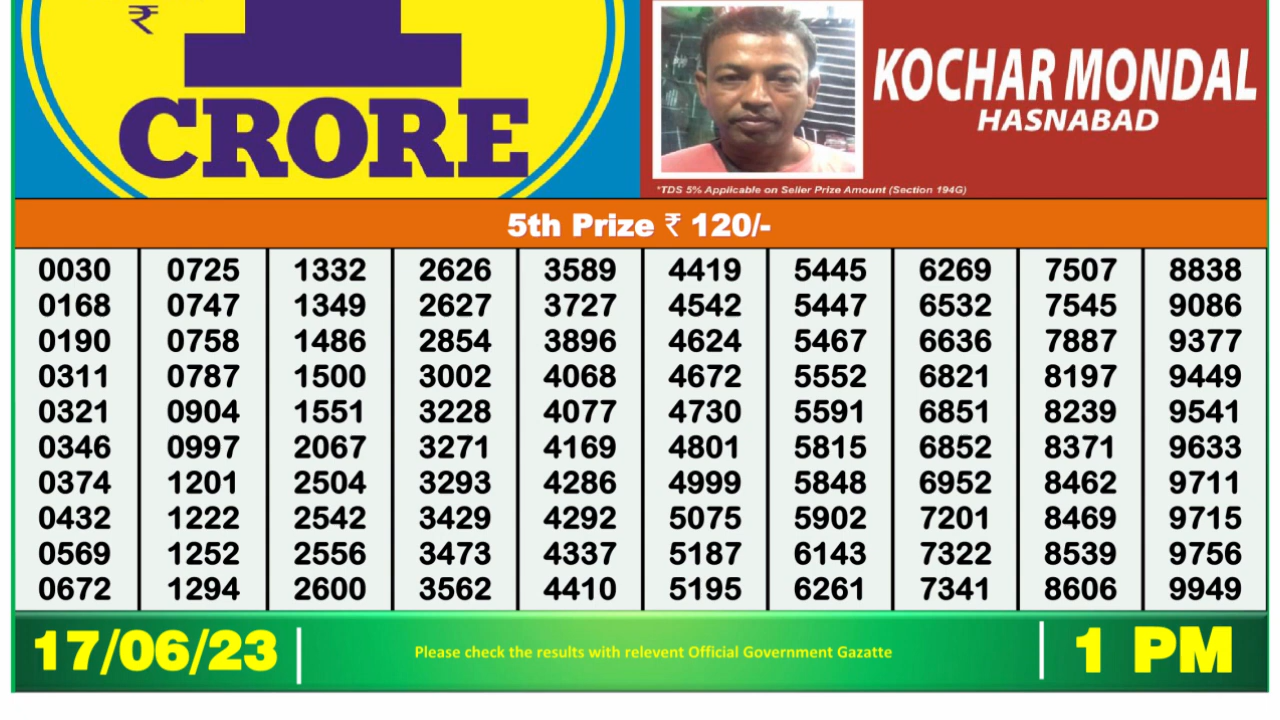 ₹
1
CRORE
KOCHAR MONDAL
HASNABAD
*TDS 5% Applicable on Seller Prize Amount (Section 194G)
5th Prize ₹ 120/-
0030 0725 1332 2626 3589 4419 5445 6269 7507 8838
0168 0747 1349 2627 3727 4542 5447 6532 7545 9086
0190 0758 1486 2854 3896 4624 5467 6636 7887 9377
0311 0787 1500 3002 4068 4672 5552 6821 8197 9449
0321 0904 1551 3228 4077 4730 5591 6851 8239 9541
0346 0997 2067 3271 4169 4801 5815 6852 8371 9633
0374 1201 2504 3293 4286 4999 5848 6952 8462 9711
0432 1222 2542 3429 4292 5075 5902 7201 8469 9715
0569 1252 2556 3473 4337 5187 6143 7322 8539 9756
0672 1294 2600 3562 4410 5195 6261 7341 8606 9949
17/06/23
Please check the results with relevent Official Government Gazatte
1 PM